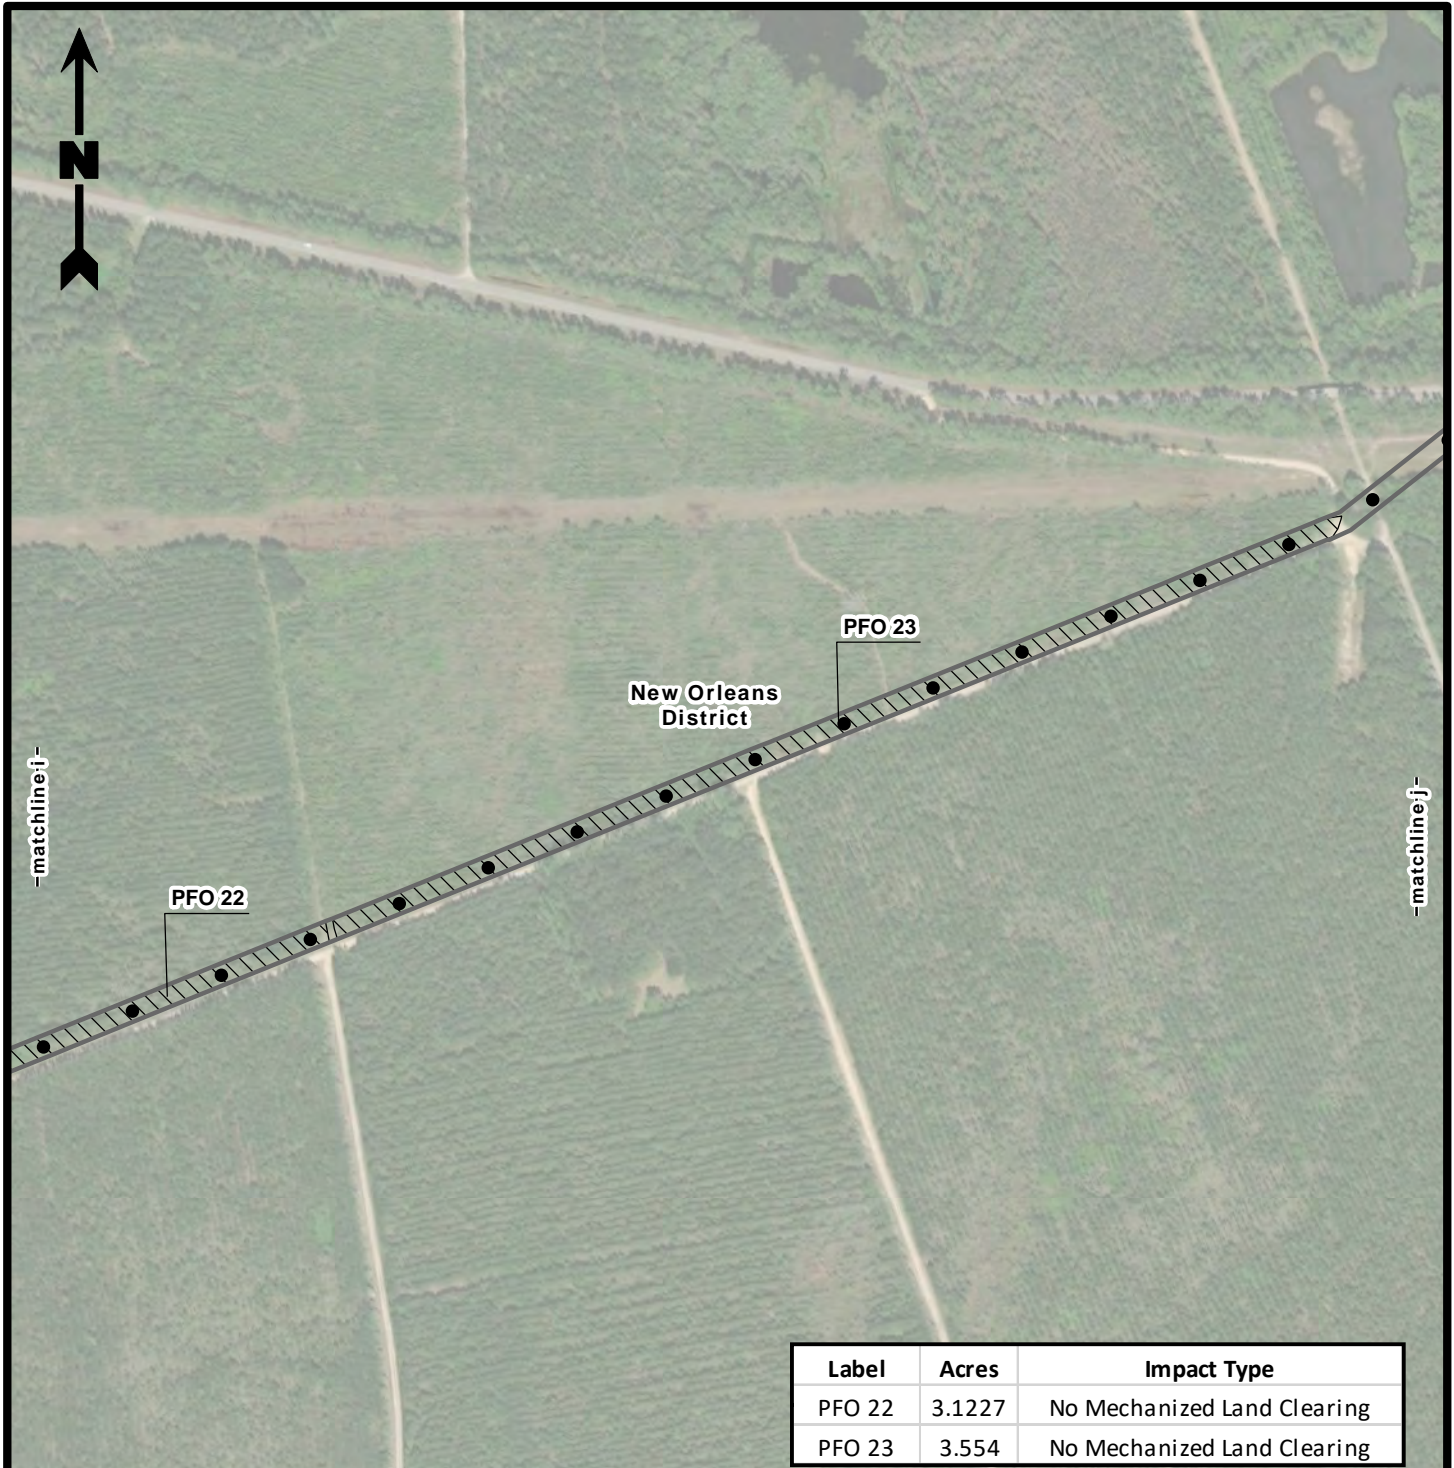 N
PFO 23
New Orleans
District
-matchline i-
-matchline j-
PFO 22
Label Acres Impact Type
PFO 22 3.1227 No Mechanized Land Clearing
PFO 23 3.554 No Mechanized Land Clearing